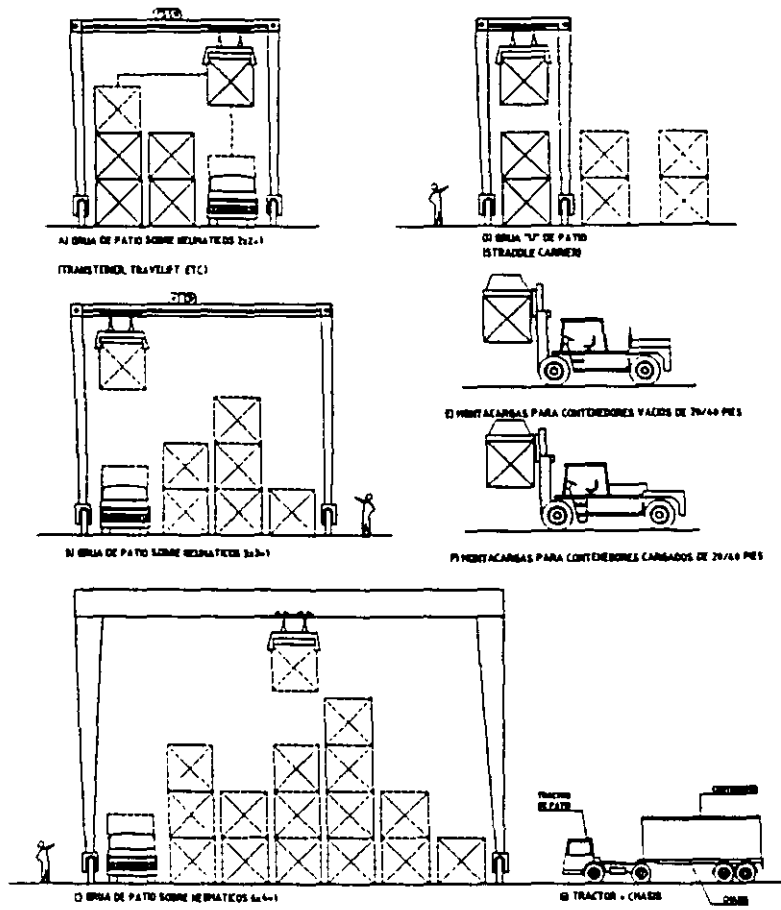 A) GRUA DE PATIO SOBRE NEUMATICOS 2x2+1
(TRANSTEINER, TRAVELIFT ETC)
D) GRUA "U" DE PATIO
(STRADDLE CARRIER)
E) MONTACARGAS PARA CONTENEDORES VACIOS DE 20/40 PIES
B) GRUA DE PATIO SOBRE NEUMATICOS 3x3+1
F) MONTACARGAS PARA CONTENEDORES CARGADOS DE 20/40 PIES
TRACTOR
DE PATIO
CONTENEDOR
C) GRUA DE PATIO SOBRE NEUMATICOS 6x4+1
G) TRACTOR + CHASIS
CHASIS